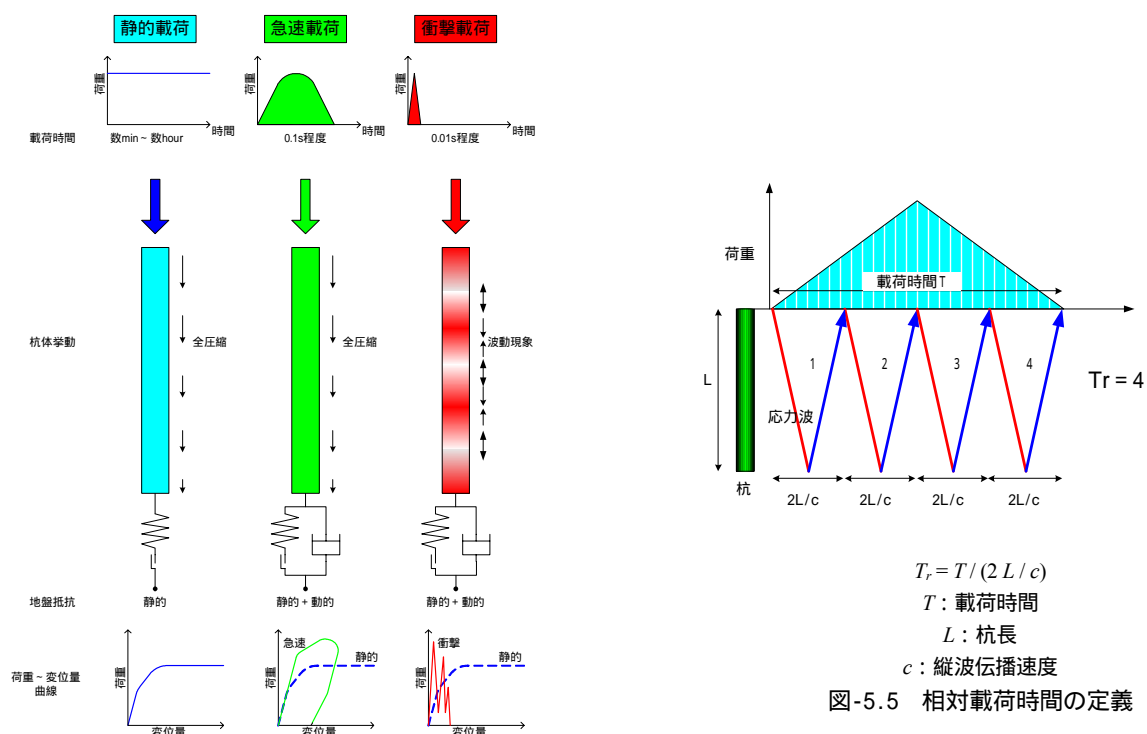 静的載荷 急速載荷 衝撃載荷
荷重 荷重 荷重
時間 時間 時間
載荷時間 数min ~ 数hour 0.1s程度 0.01s程度
杭体挙動 全圧縮 全圧縮 波動現象
地盤抵抗 静的 静的 + 動的 静的 + 動的
荷重 ~ 変位量
曲線
荷重
変位量
荷重
急速
静的
変位量
荷重
衝撃
静的
変位量
荷重
載荷時間T
L
1 2 3 4
Tr = 4
応力波
杭
2L/c 2L/c 2L/c 2L/c
Tr = T / (2 L / c)
T : 載荷時間
L : 杭長
c : 縦波伝播速度
図-5.5 相対載荷時間の定義